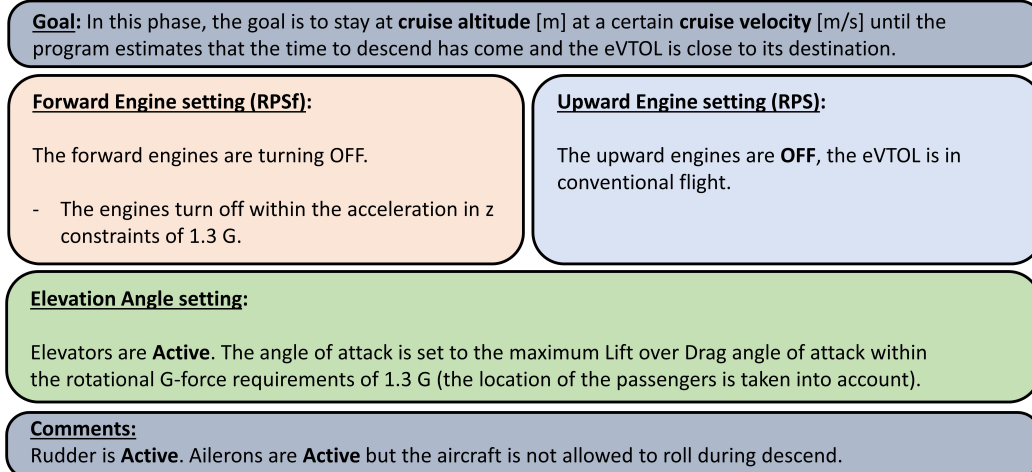 Goal: In this phase, the goal is to stay at cruise altitude [m] at a certain cruise velocity [m/s] until the
program estimates that the time to descend has come and the eVTOL is close to its destination.
Forward Engine setting (RPSf):
The forward engines are turning OFF.
- The engines turn off within the acceleration in z
constraints of 1.3 G.
Upward Engine setting (RPS):
The upward engines are OFF, the eVTOL is in
conventional flight.
Elevation Angle setting:
Elevators are Active. The angle of attack is set to the maximum Lift over Drag angle of attack within
the rotational G-force requirements of 1.3 G (the location of the passengers is taken into account).
Comments:
Rudder is Active. Ailerons are Active but the aircraft is not allowed to roll during descend.